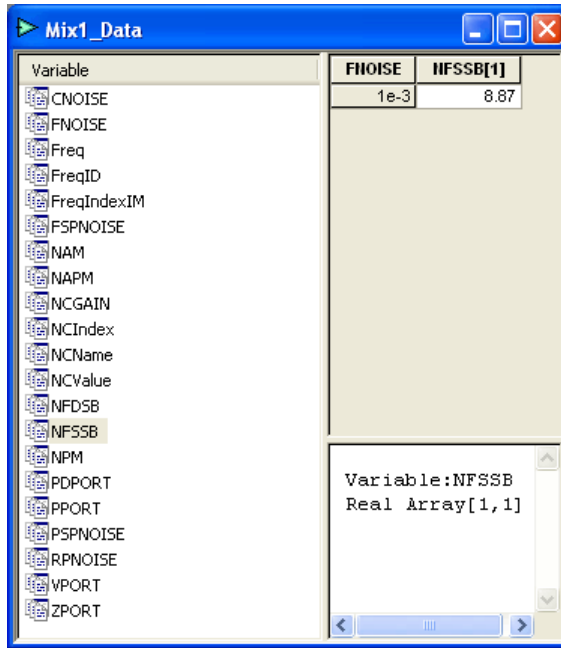 Mix1_Data
Variable
CNOISE
FNOISE
Freq
FreqID
FreqIndexIM
FSPNOISE
NAM
NAPM
NCGAIN
NCIndex
NCName
NCValue
NFDSB
NFSSB
NPM
PDPORT
PPORT
PSPNOISE
RPNOISE
VPORT
ZPORT
FNOISE NFSSB[1]
1e-3 8.87
Variable:NFSSB
Real Array[1,1]